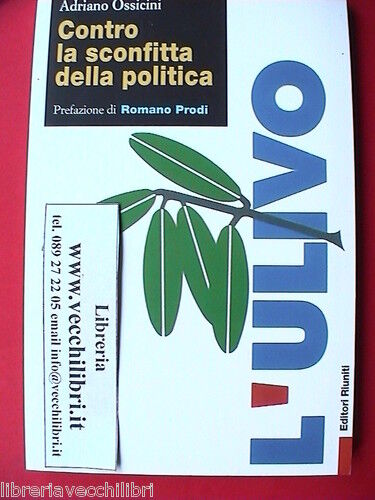 Adriano Ossicini
Contro
la sconfitta
della politica
Prefazione di Romano Prodi
L'ULIVO
Editori Riuniti
Libreria
www.vecchilibri.it
tel. 089 27 22 05 email info@vecchilibri.it
libreriavecchilibri